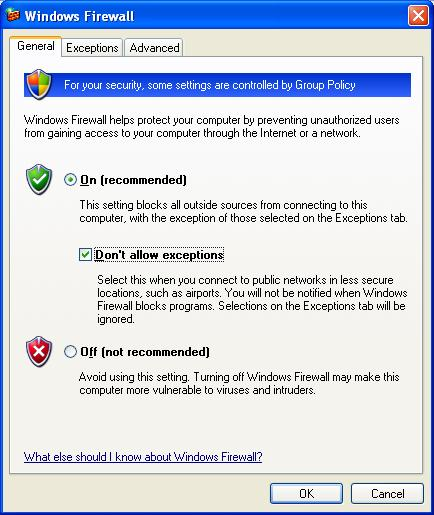 Windows Firewall
General Exceptions Advanced
For your security, some settings are controlled by Group Policy
Windows Firewall helps protect your computer by preventing unauthorized users
from gaining access to your computer through the Internet or a network.
On (recommended)
This setting blocks all outside sources from connecting to this
computer, with the exception of those selected on the Exceptions tab.
Don't allow exceptions
Select this when you connect to public networks in less secure
locations, such as airports. You will not be notified when Windows
Firewall blocks programs. Selections on the Exceptions tab will be
ignored.
Off (not recommended)
Avoid using this setting. Turning off Windows Firewall may make this
computer more vulnerable to viruses and intruders.
What else should I know about Windows Firewall?
OK Cancel